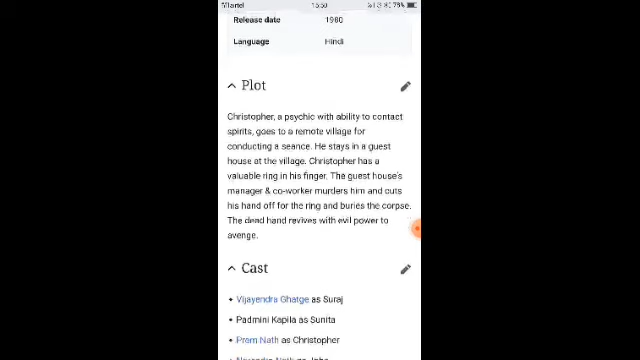 airtel 15:50 75%
Release date 1980
Language Hindi
Plot
Christopher, a psychic with ability to contact
spirits, goes to a remote village for
conducting a seance. He stays in a guest
house at the village. Christopher has a
valuable ring in his finger. The guest house's
manager & co-worker murders him and cuts
his hand off for the ring and buries the corpse.
The dead hand revives with evil power to
avenge.
Cast
Vijayendra Ghatge as Suraj
Padmini Kapila as Sunita
Prem Nath as Christopher